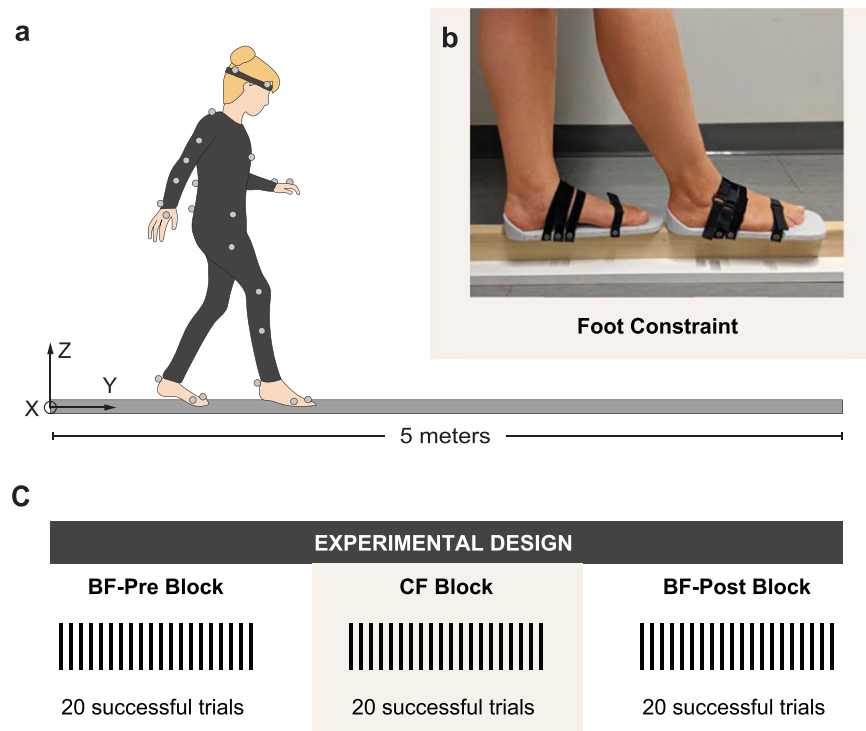 a
b
Foot Constraint
Z
Y
X
5 meters
C
EXPERIMENTAL DESIGN
BF-Pre Block
CF Block
BF-Post Block
20 successful trials
20 successful trials
20 successful trials